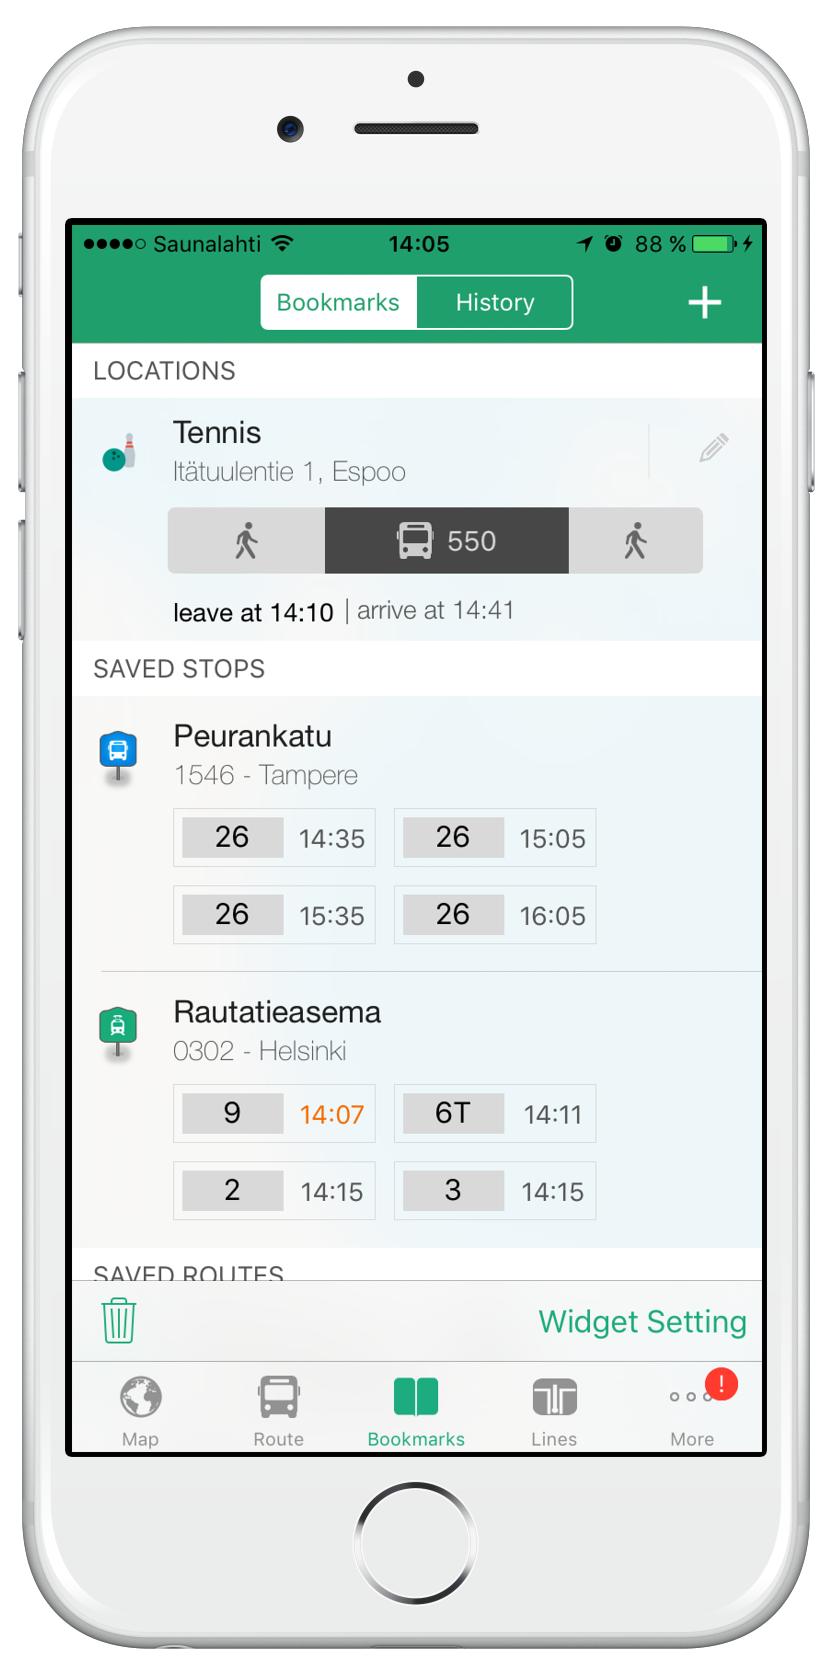 Saunalahti 14:05 88 %
Bookmarks History +
LOCATIONS
Tennis
Itätuulentie 1, Espoo
550
leave at 14:10 | arrive at 14:41
SAVED STOPS
Peurankatu
1546 - Tampere
26 14:35 26 15:05
26 15:35 26 16:05
Rautatieasema
0302 - Helsinki
9 14:07 6T 14:11
2 14:15 3 14:15
SAVED ROUTES
Widget Setting
!
Map Route Bookmarks Lines More